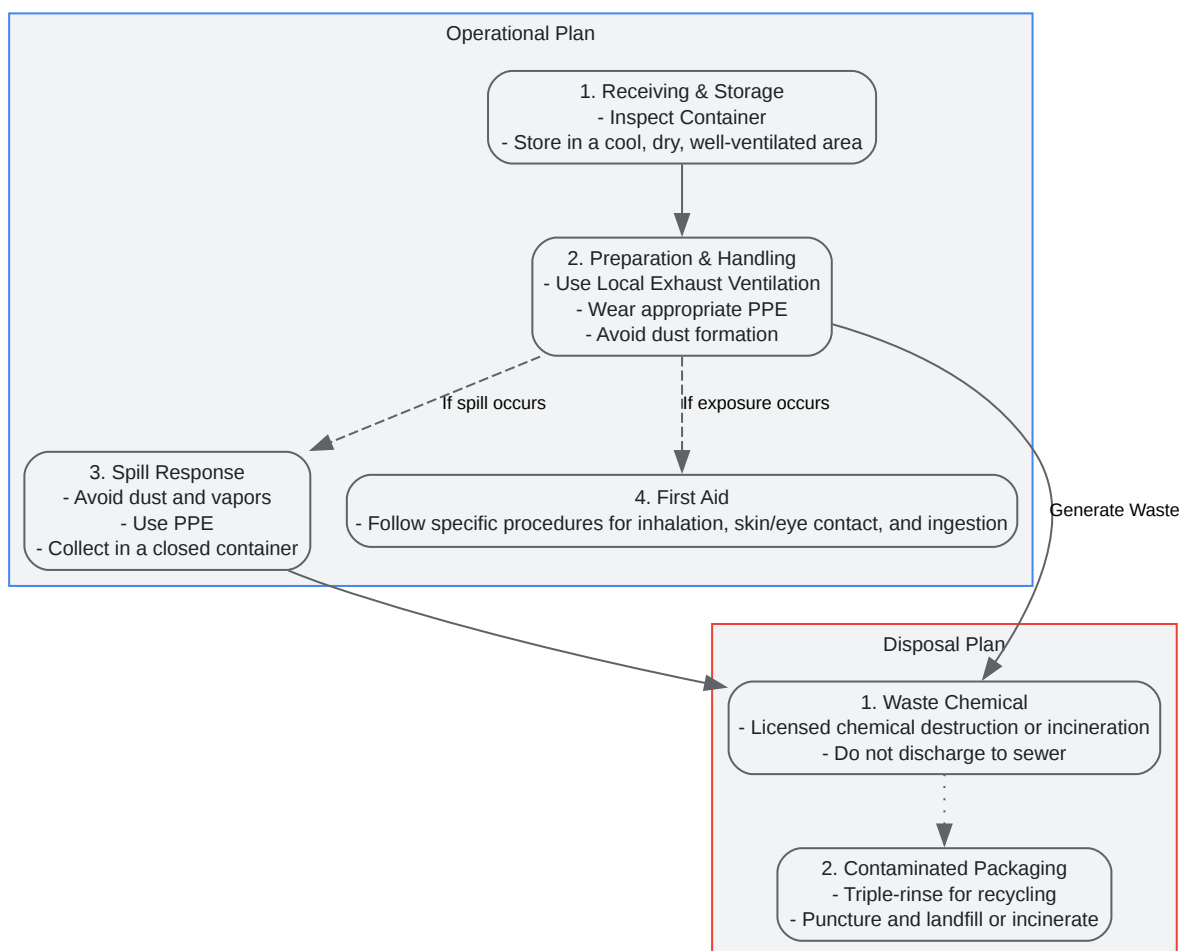 Operational Plan
1. Receiving & Storage
- Inspect Container
- Store in a cool, dry, well-ventilated area
2. Preparation & Handling
- Use Local Exhaust Ventilation
- Wear appropriate PPE
- Avoid dust formation
If spill occurs
If exposure occurs
3. Spill Response
- Avoid dust and vapors
- Use PPE
- Collect in a closed container
4. First Aid
- Follow specific procedures for inhalation, skin/eye contact, and ingestion
Generate Waste
Disposal Plan
1. Waste Chemical
- Licensed chemical destruction or incineration
- Do not discharge to sewer
2. Contaminated Packaging
- Triple-rinse for recycling
- Puncture and landfill or incinerate